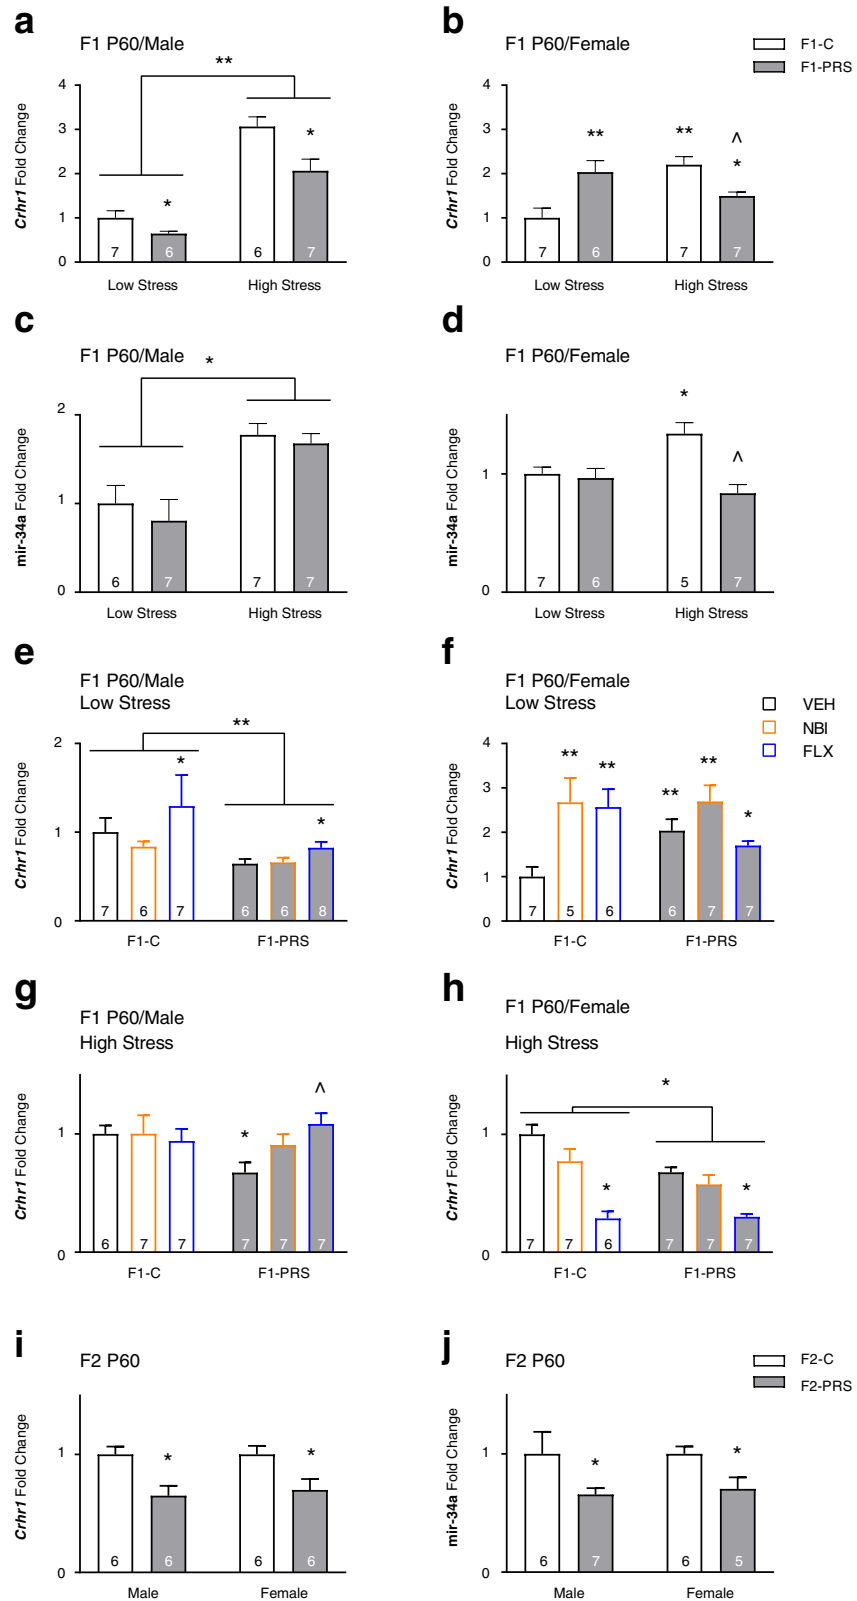 a
F1 P60/Male
**
Crhr1 Fold Change
4
3
2
1
0
*
*
7
6
6
7
Low Stress
High Stress
b
F1 P60/Female
F1-C
F1-PRS
Crhr1 Fold Change
4
3
2
1
0
**
**
^
*
7
6
7
7
Low Stress
High Stress
c
F1 P60/Male
*
mir-34a Fold Change
2
1
0
6
7
7
7
Low Stress
High Stress
d
F1 P60/Female
mir-34a Fold Change
1
0
*
^
7
6
5
7
Low Stress
High Stress
e
F1 P60/Male
Low Stress
**
Crhr1 Fold Change
2
1
0
*
*
7
6
7
6
6
8
F1-C
F1-PRS
f
F1 P60/Female
Low Stress
VEH
NBI
FLX
Crhr1 Fold Change
4
3
2
1
0
**
**
**
**
*
7
5
6
6
7
7
F1-C
F1-PRS
g
F1 P60/Male
High Stress
Crhr1 Fold Change
1
0
*
^
6
7
7
7
7
7
F1-C
F1-PRS
h
F1 P60/Female
High Stress
*
Crhr1 Fold Change
1
0
*
*
7
7
6
7
7
7
F1-C
F1-PRS
i
F2 P60
Crhr1 Fold Change
1
0
*
*
6
6
6
6
Male
Female
j
F2 P60
F2-C
F2-PRS
mir-34a Fold Change
1
0
*
*
6
7
6
5
Male
Female